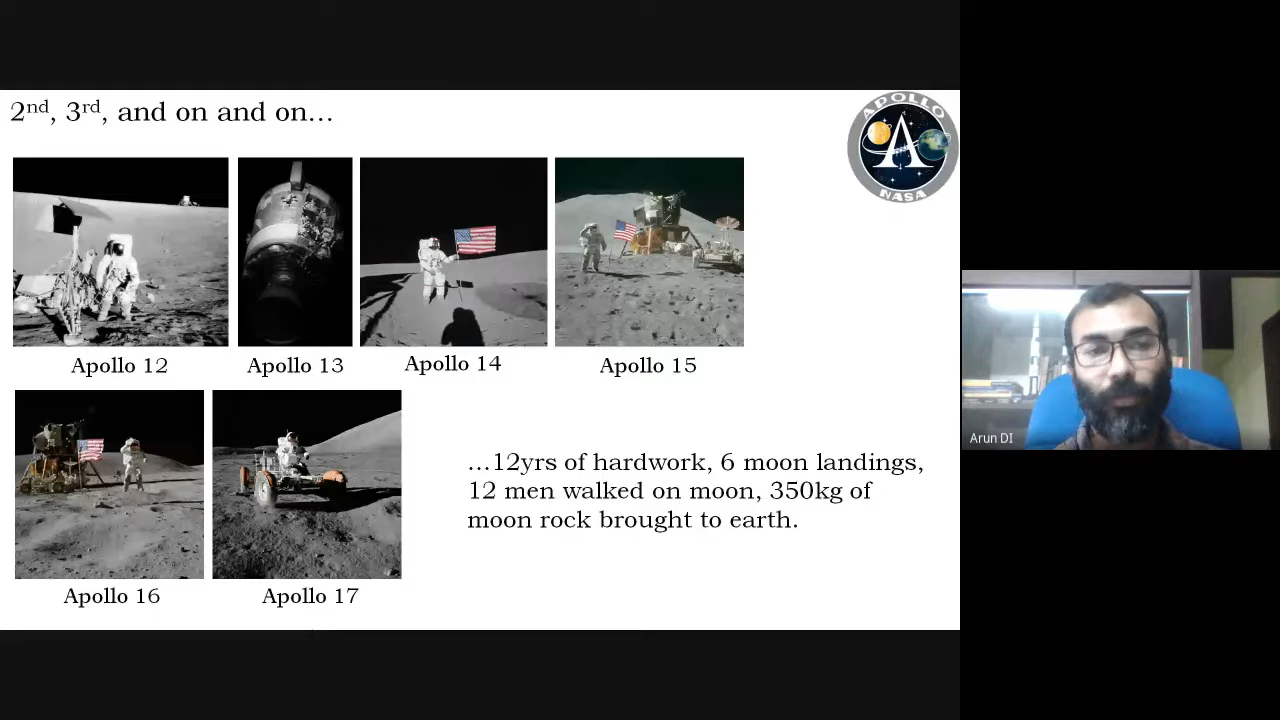 2nd, 3rd, and on and on...
APOLLO
NASA
Apollo 12
Apollo 13
Apollo 14
Apollo 15
Apollo 16
Apollo 17
...12yrs of hardwork, 6 moon landings,
12 men walked on moon, 350kg of
moon rock brought to earth.
Arun DI